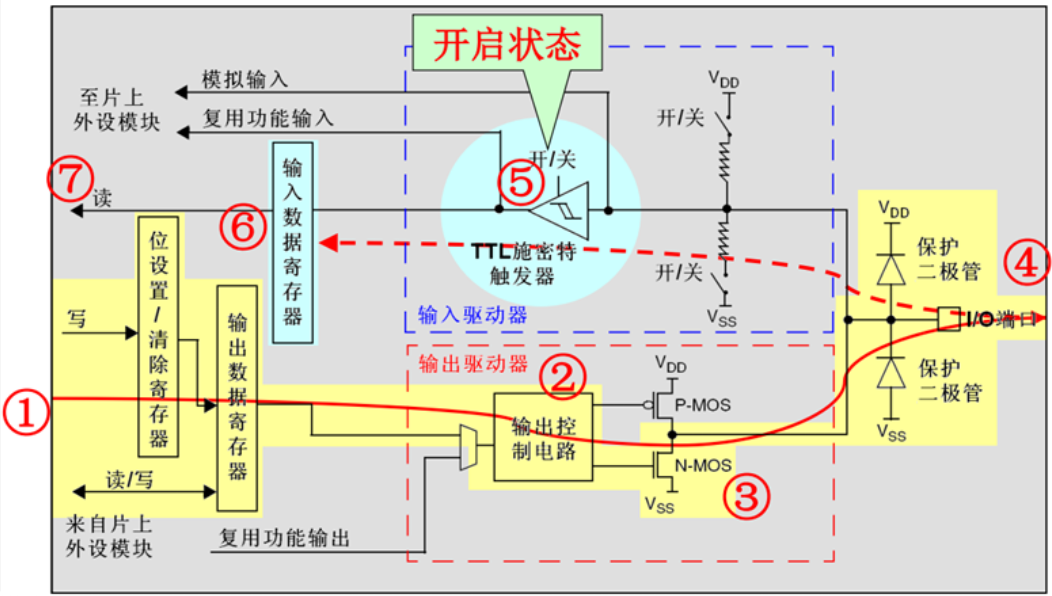 开启状态
模拟输入
至片上
外设模块
复用功能输入
VDD
开/关
开/关
⑤
⑦
读
⑥
输入数据寄存器
TTL施密特
触发器
开/关
VSS
输入驱动器
VDD
保护
二极管
④
I/O端口
保护
二极管
VSS
位设置/清除寄存器
写
输出数据寄存器
①
输出驱动器
②
VDD
P-MOS
输出控
制电路
N-MOS
VSS
③
读/写
来自片上
外设模块
复用功能输出